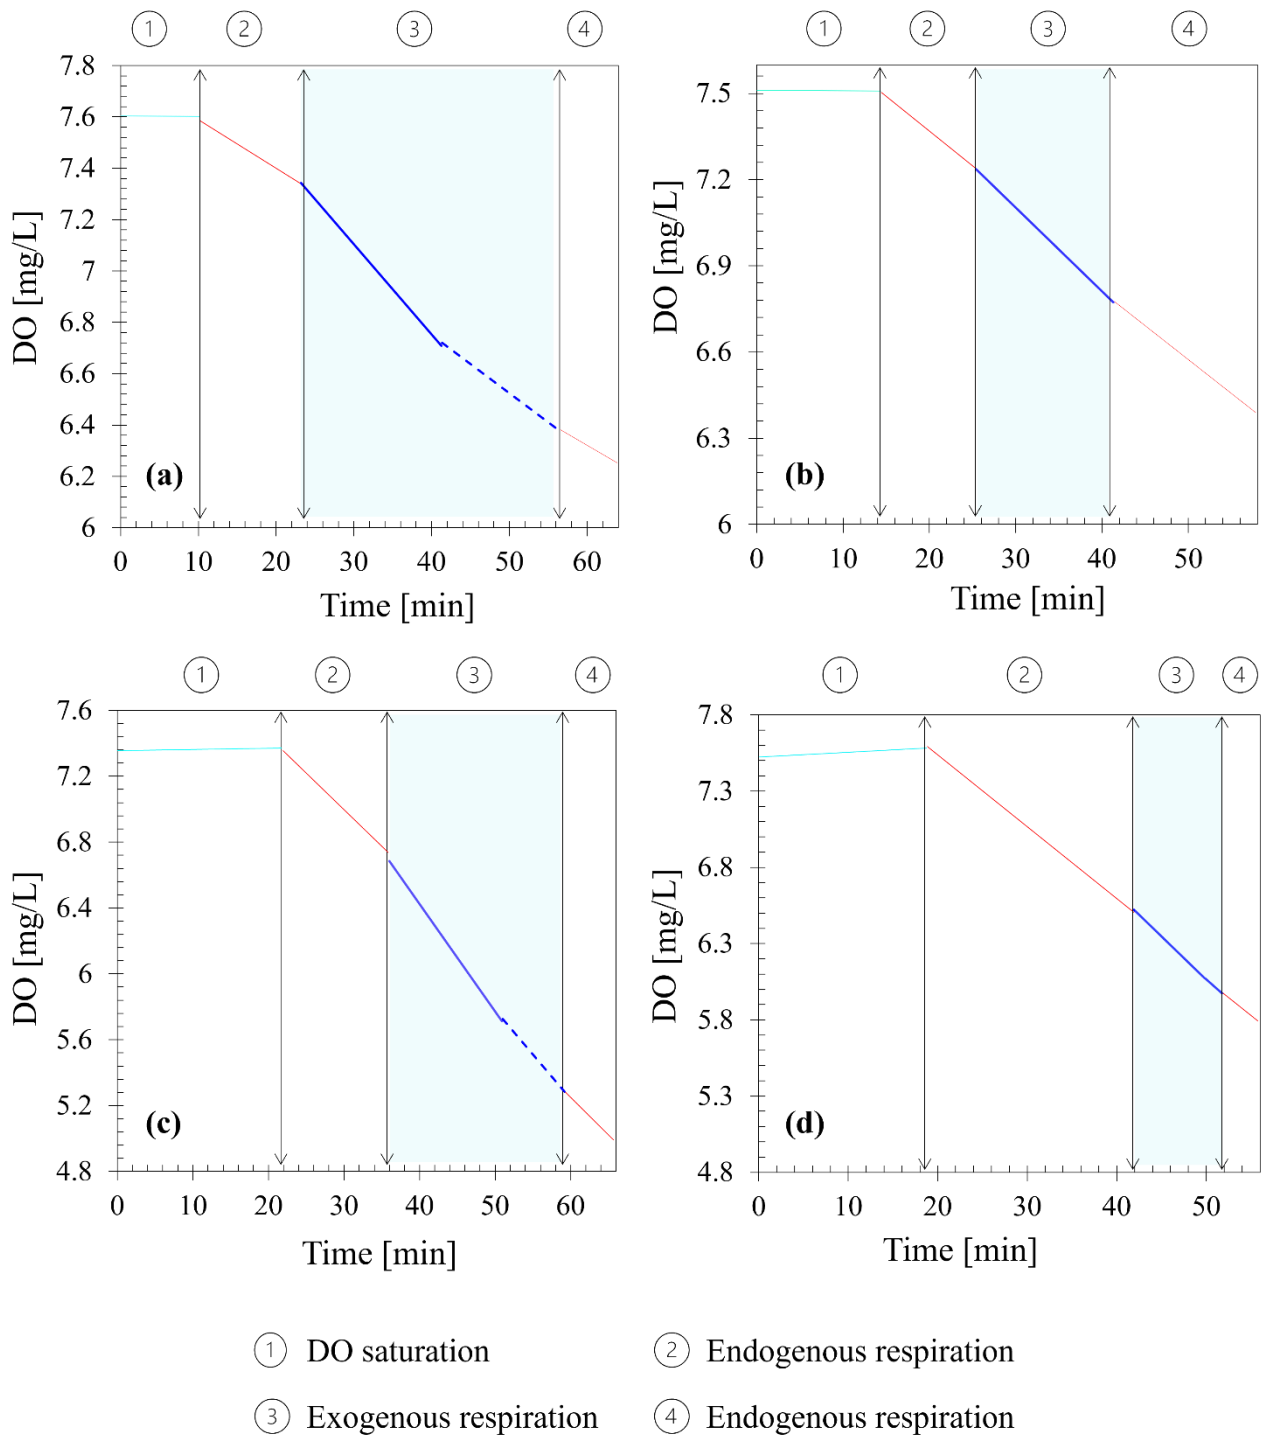 ① ② ③ ④
7.8
7.6
7.4
7.2
7
6.8
6.6
6.4
6.2
6
DO [mg/L]
(a)
0 10 20 30 40 50 60
Time [min]
① ② ③ ④
7.5
7.2
6.9
6.6
6.3
6
DO [mg/L]
(b)
0 10 20 30 40 50
Time [min]
① ② ③ ④
7.6
7.2
6.8
6.4
6
5.6
5.2
4.8
DO [mg/L]
(c)
0 10 20 30 40 50 60
Time [min]
① ② ③ ④
7.8
7.3
6.8
6.3
5.8
5.3
4.8
DO [mg/L]
(d)
0 10 20 30 40 50
Time [min]
① DO saturation ② Endogenous respiration
③ Exogenous respiration ④ Endogenous respiration